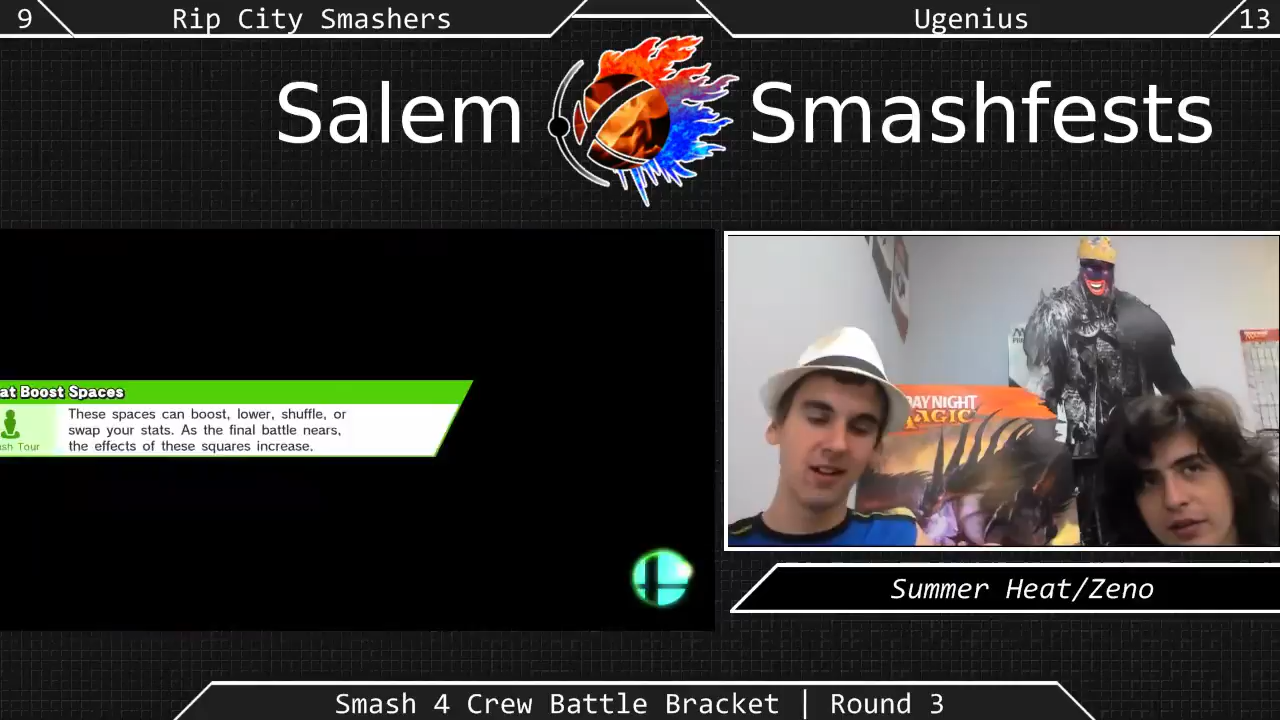 9 Rip City Smashers Ugenius 13
Salem Smashfests
at Boost Spaces
These spaces can boost, lower, shuffle, or
swap your stats. As the final battle nears,
the effects of these squares increase.
sh Tour
DAY NIGHT
MAGIC
Summer Heat/Zeno
Smash 4 Crew Battle Bracket | Round 3